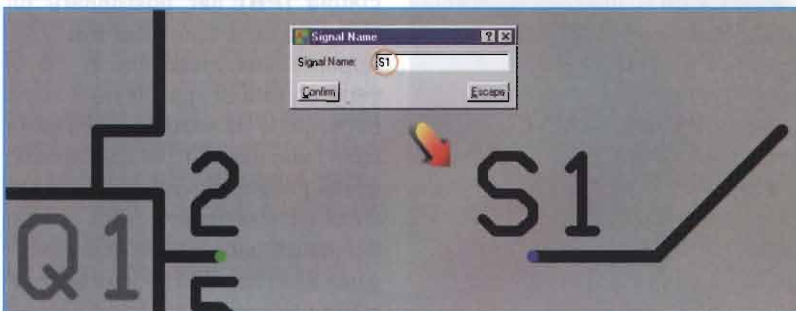 Signal Name
Signal Name: S1
Confirm
Escape
2
S1
Q1
5